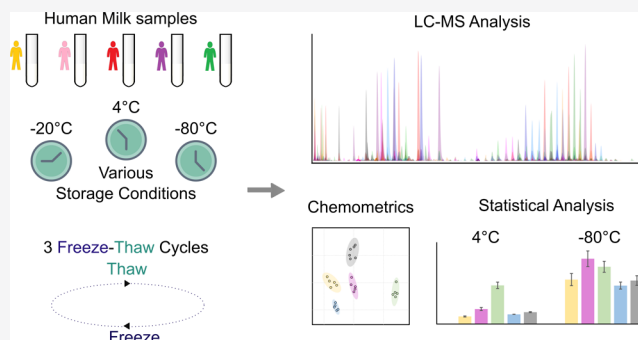 Human Milk samples
4°C
-20°C
-80°C
Various
Storage Conditions
3 Freeze-Thaw Cycles
Thaw
Freeze
LC-MS Analysis
Chemometrics
Statistical Analysis
4°C
-80°C